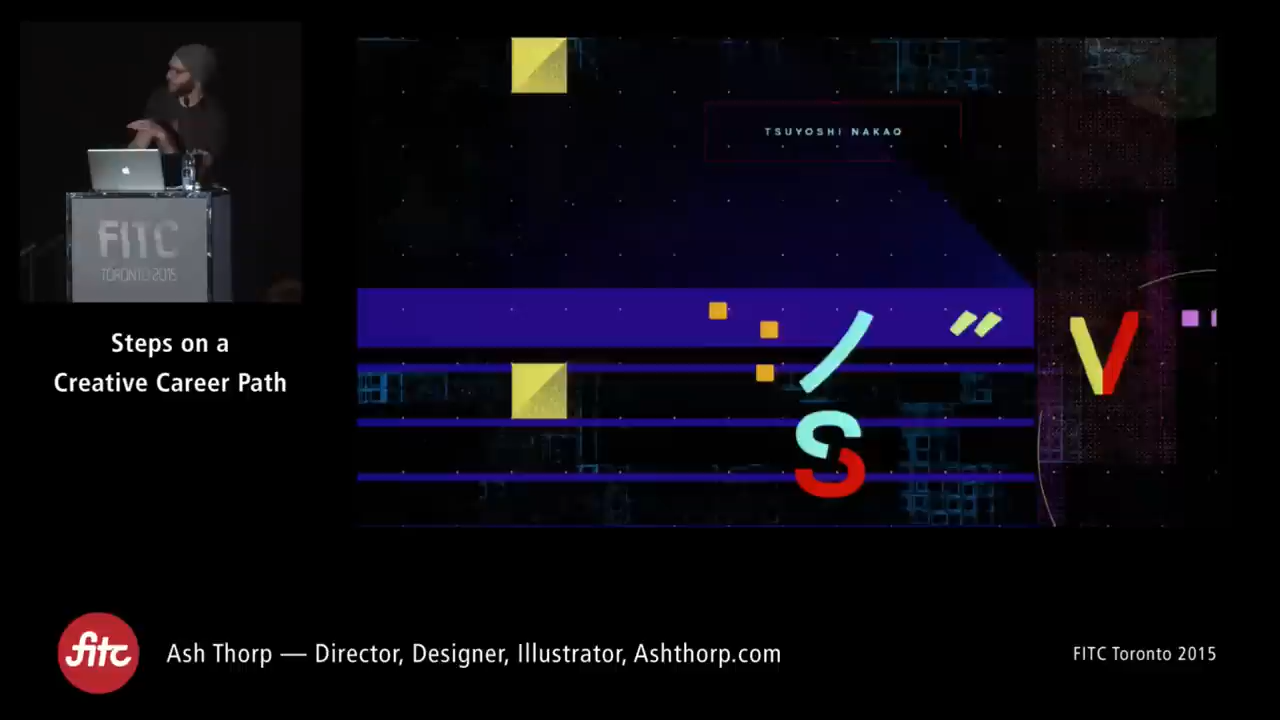 FITC
TORONTO 2015
Steps on a
Creative Career Path
TSUYOSHI NAKAO
V
S
fitc
Ash Thorp — Director, Designer, Illustrator, Ashthorp.com
FITC Toronto 2015